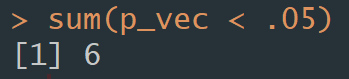 > sum(p_vec < .05)
[1] 6